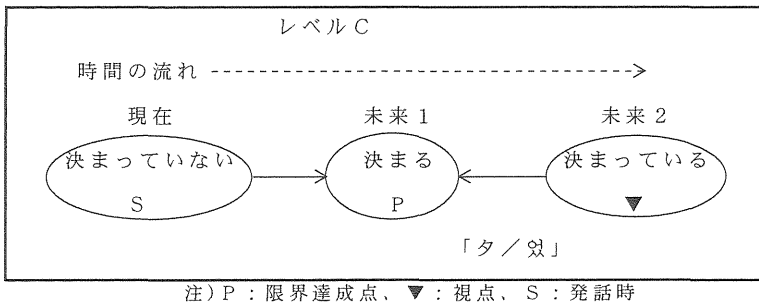 レベルC
時間の流れ
現在 未来1 未来2
決まっていない 決まる 決まっている
S P ▼
「タ/었」
注)P:限界達成点、▼:視点、S:発話時